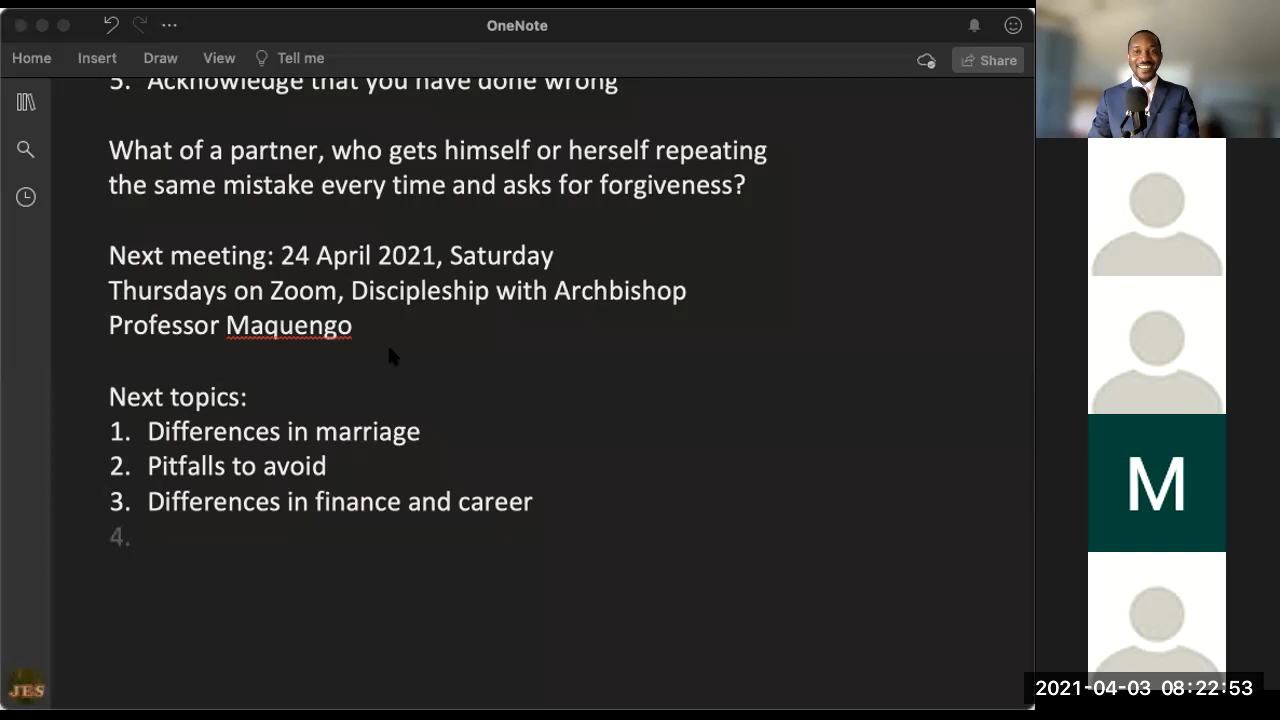 OneNote
Home Insert Draw View Tell me Share
5. Acknowledge that you have done wrong
What of a partner, who gets himself or herself repeating
the same mistake every time and asks for forgiveness?
Next meeting: 24 April 2021, Saturday
Thursdays on Zoom, Discipleship with Archbishop
Professor Maquengo
Next topics:
1. Differences in marriage
2. Pitfalls to avoid
3. Differences in finance and career
4.
JES
M
2021-04-03 08:22:53